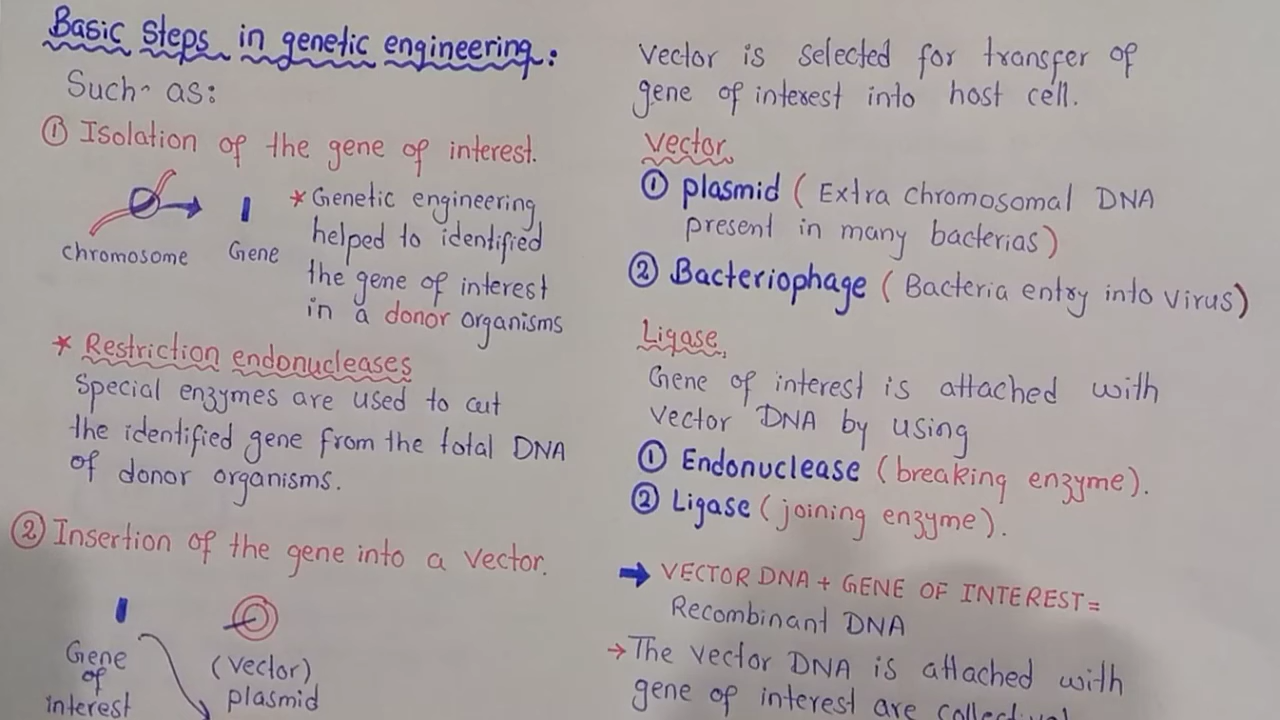 Basic Steps in genetic engineering:
Such as:
① Isolation of the gene of interest.
chromosome
Gene
* Genetic engineering
helped to identified
the gene of interest
in a donor organisms
* Restriction endonucleases
Special enzymes are used to cut
the identified gene from the total DNA
of donor organisms.
② Insertion of the gene into a vector.
Gene
of
interest
(vector)
plasmid
Vector is selected for transfer of
gene of interest into host cell.
Vector
① plasmid (Extra chromosomal DNA
present in many bacterias)
② Bacteriophage (Bacteria entry into virus)
Ligase
Gene of interest is attached with
vector DNA by using
① Endonuclease (breaking enzyme).
② Ligase (joining enzyme).
➡ VECTOR DNA + GENE OF INTEREST =
Recombinant DNA
→ The vector DNA is attached with
gene of interest are